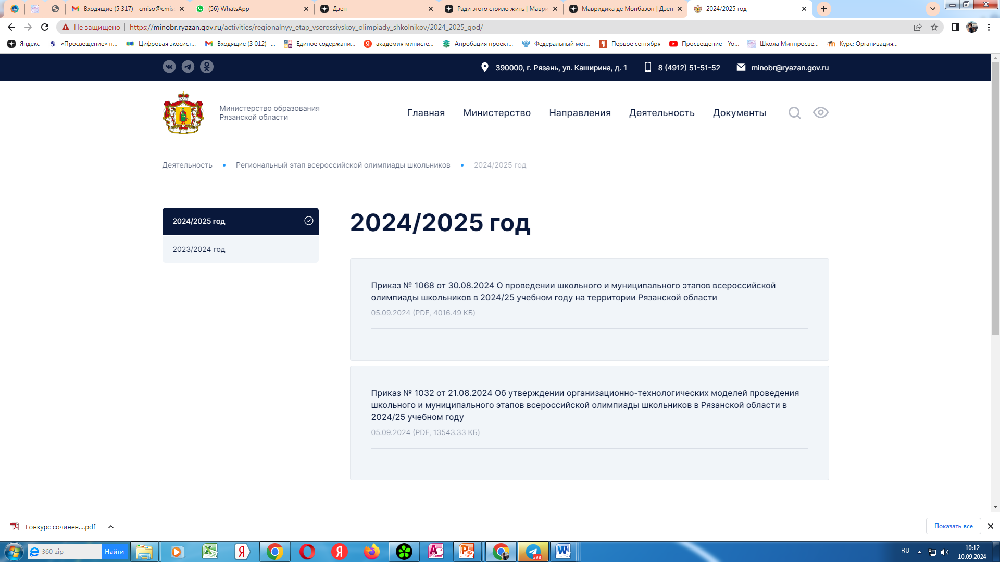 Входящие (5 317) - cmiso@cmis
(56) WhatsApp
Дзен
Ради этого стоило жить | Маври
Мавридика де Монбазон | Дзен
2024/2025 год
Не защищено
https://minobr.ryazan.gov.ru/activities/regionalnyy_etap_vserossiyskoy_olimpiady_shkolnikov/2024_2025_god/
Яндекс
«Просвещение» п...
Цифровая экосист...
Входящие (3 012) -...
Единое содержани...
академия министе...
Апробация проект...
Федеральный мет...
Первое сентября
Просвещение - Yo...
Школа Минпросве...
Курс: Организация...
390000, г. Рязань, ул. Каширина, д. 1
8 (4912) 51-51-52
minobr@ryazan.gov.ru
Министерство образования
Рязанской области
Главная
Министерство
Направления
Деятельность
Документы
Деятельность
Региональный этап всероссийской олимпиады школьников
2024/2025 год
2024/2025 год
2023/2024 год
2024/2025 год
Приказ № 1068 от 30.08.2024 О проведении школьного и муниципального этапов всероссийской
олимпиады школьников в 2024/25 учебном году на территории Рязанской области
05.09.2024 (PDF, 4016.49 КБ)
Приказ № 1032 от 21.08.2024 Об утверждении организационно-технологических моделей проведения
школьного и муниципального этапов всероссийской олимпиады школьников в Рязанской области в
2024/25 учебном году
05.09.2024 (PDF, 13543.33 КБ)
Еонкурс сочинен....pdf
Показать все
360 zip
Найти
398
RU
10:12
10.09.2024